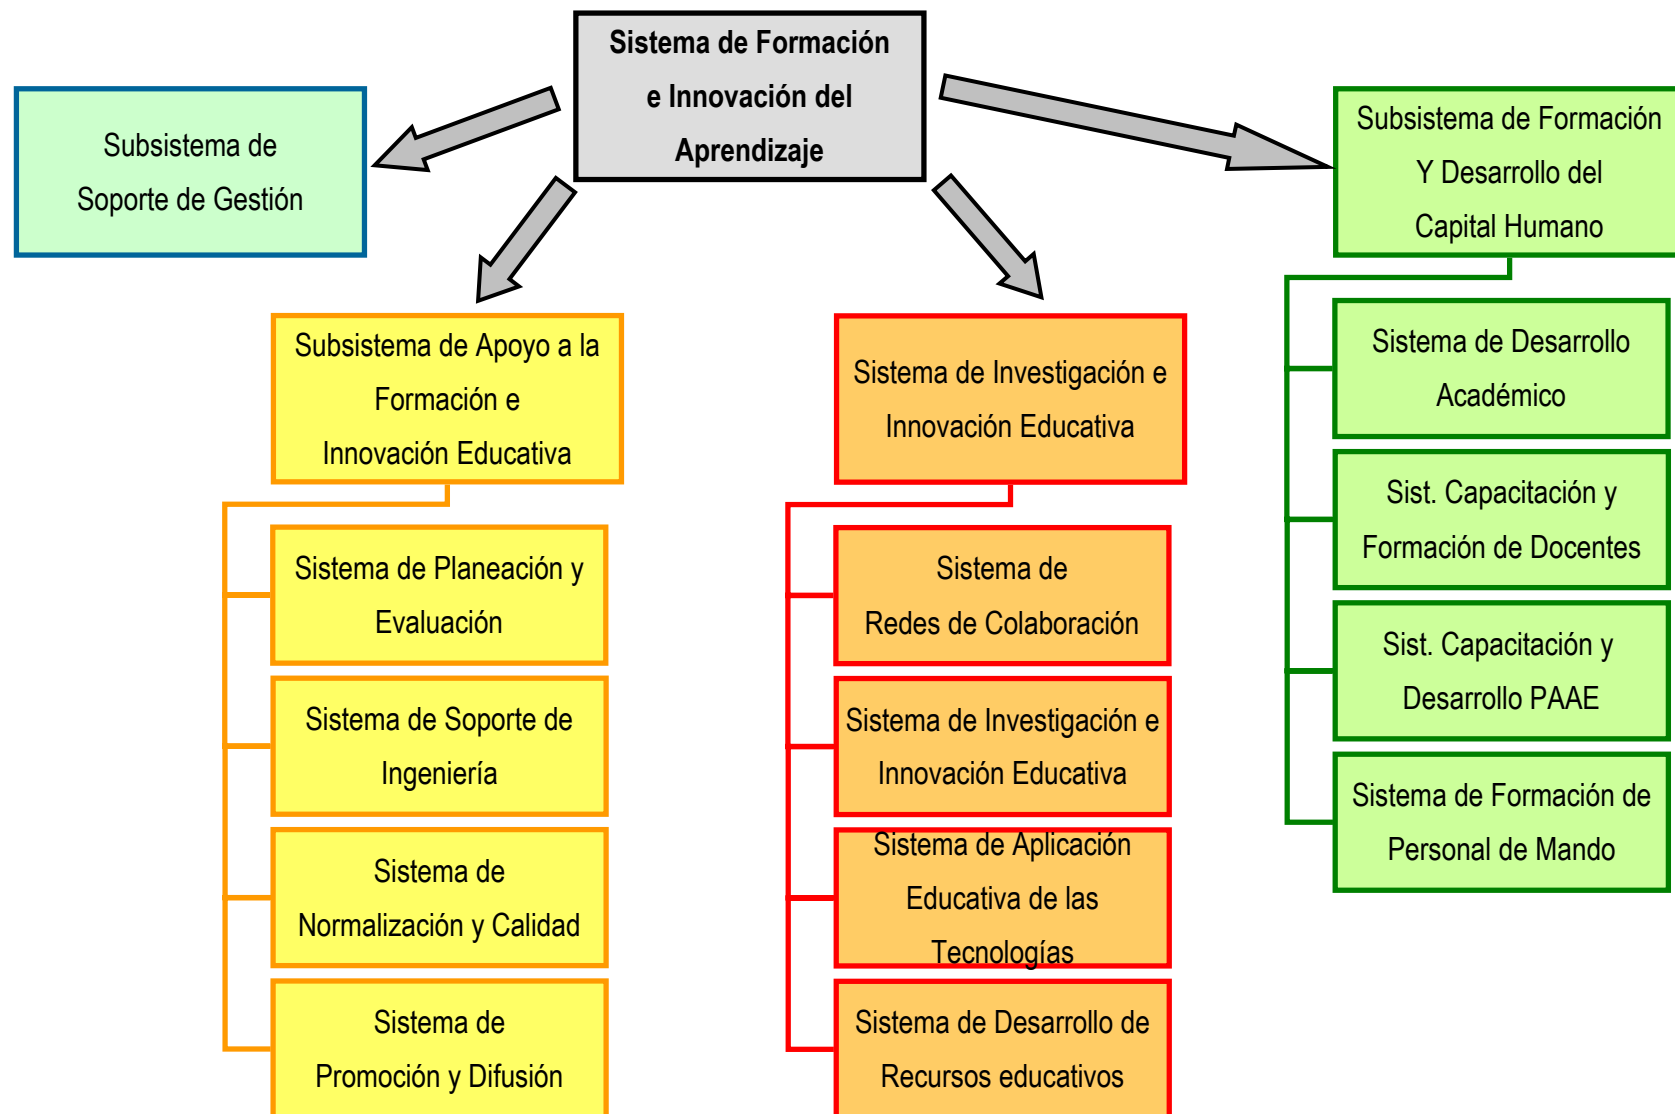 Sistema de Formación
e Innovación del
Aprendizaje
Subsistema de
Soporte de Gestión
Subsistema de Apoyo a la
Formación e
Innovación Educativa
Sistema de Planeación y
Evaluación
Sistema de Soporte de
Ingeniería
Sistema de
Normalización y Calidad
Sistema de
Promoción y Difusión
Sistema de Investigación e
Innovación Educativa
Sistema de
Redes de Colaboración
Sistema de Investigación e
Innovación Educativa
Sistema de Aplicación
Educativa de las
Tecnologías
Sistema de Desarrollo de
Recursos educativos
Subsistema de Formación
Y Desarrollo del
Capital Humano
Sistema de Desarrollo
Académico
Sist. Capacitación y
Formación de Docentes
Sist. Capacitación y
Desarrollo PAAE
Sistema de Formación de
Personal de Mando